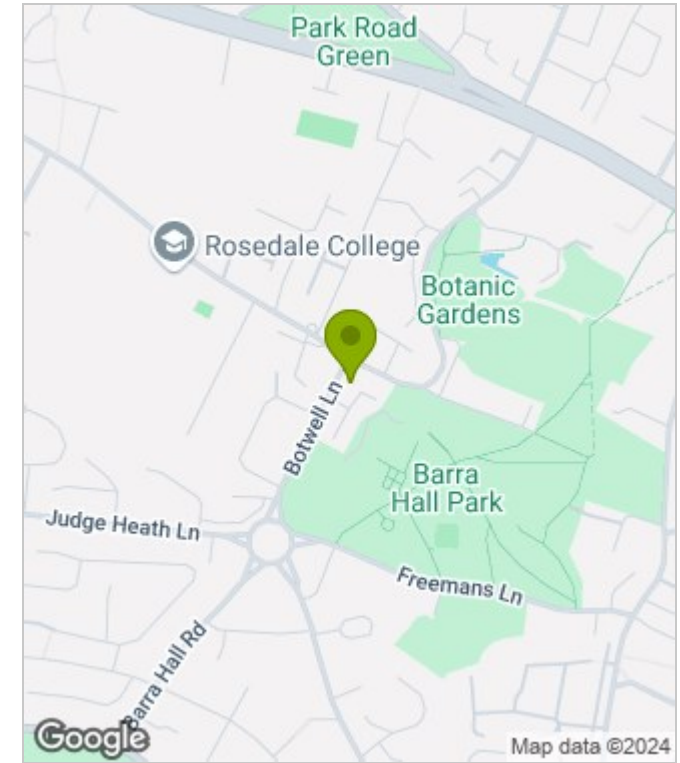 Park Road
Green
Rosedale College
Botanic
Gardens
Botwell Ln
Barra
Hall Park
Judge Heath Ln
Freemans Ln
Barra Hall Rd
Google
Map data ©2024